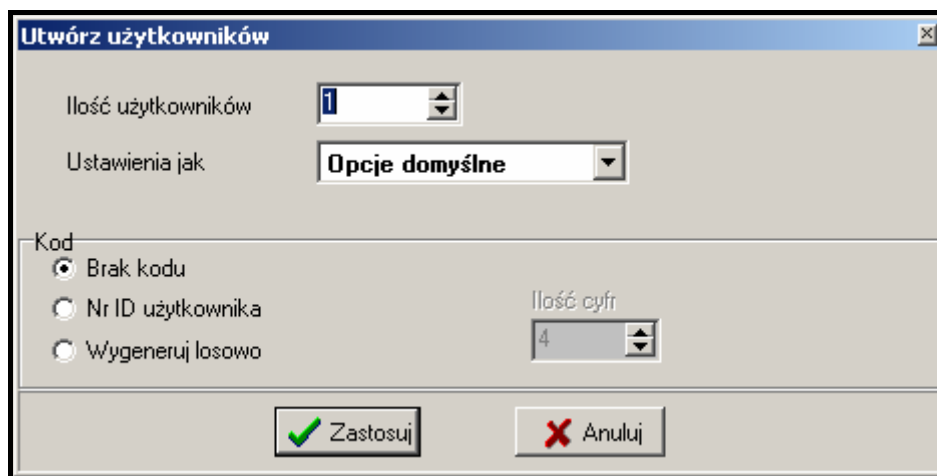 Utwórz użytkowników
Ilość użytkowników 1
Ustawienia jak Opcje domyślne
Kod
Brak kodu
Nr ID użytkownika
Ilość cyfr
Wygeneruj losowo 4
Zastosuj Anuluj